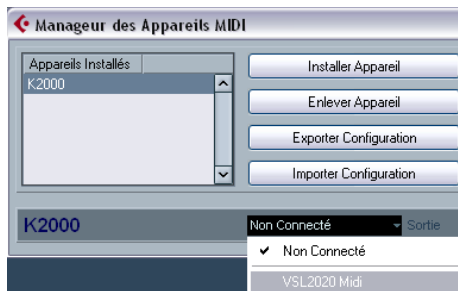 Manageur des Appareils MIDI
Appareils Installés
K2000
Installer Appareil
Enlever Appareil
Exporter Configuration
Importer Configuration
K2000 Non Connecté Sortie
Non Connecté
VSL2020 Midi